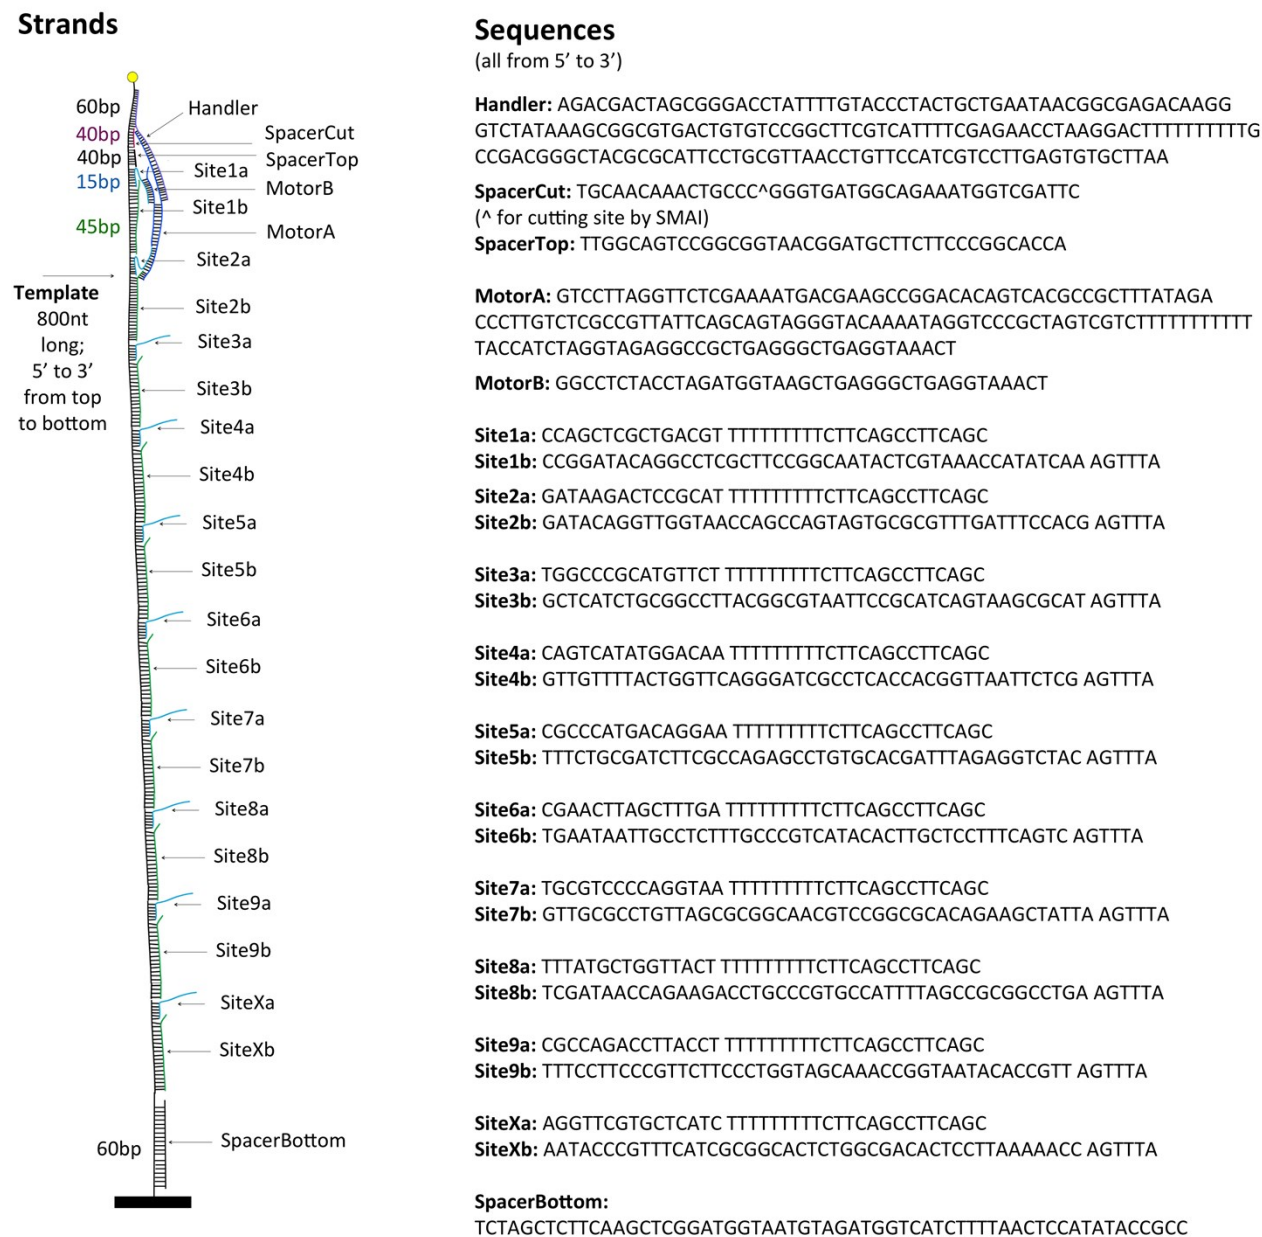 Strands
60bp
40bp
40bp
15bp
45bp
Template
800nt
long;
5’ to 3’
from top
to bottom
60bp
Handler
SpacerCut
SpacerTop
Site1a
MotorB
Site1b
MotorA
Site2a
Site2b
Site3a
Site3b
Site4a
Site4b
Site5a
Site5b
Site6a
Site6b
Site7a
Site7b
Site8a
Site8b
Site9a
Site9b
SiteXa
SiteXb
SpacerBottom
Sequences
(all from 5’ to 3’)
Handler: AGACGACTAGCGGGACCTATTTTGTACCCTACTGCTGAATAACGGCGAGACAAGG
GTCTATAAAGCGGCGTGACTGTGTCCGGCTTCGTCATTTTCGAGAACCTAAGGACTTTTTTTTTTG
CCGACGGGCTACGCGCATTCCTGCGTTAACCTGTTCCATCGTCCTTGAGTGTGCTTAA
SpacerCut: TGCAACAAACTGCCC^GGGTGATGGCAGAAATGGTCGATTC
(^ for cutting site by SMAI)
SpacerTop: TTGGCAGTCCGGCGGTAACGGATGCTTCTTCCCGGCACCA
MotorA: GTCCTTAGGTTCTCGAAAATGACGAAGCCGGACACAGTCACGCCGCTTTATAGA
CCCTTGTCTCGCCGTTATTCAGCAGTAGGGTACAAAATAGGTCCCGCTAGTCGTCTTTTTTTTTTT
TACCATCTAGGTAGAGGCCGCTGAGGGCTGAGGTAAACT
MotorB: GGCCTCTACCTAGATGGTAAGCTGAGGGCTGAGGTAAACT
Site1a: CCAGCTCGCTGACGT TTTTTTTTTCTTCAGCCTTCAGC
Site1b: CCGGATACAGGCCTCGCTTCCGGCAATACTCGTAAACCATATCAA AGTTTA
Site2a: GATAAGACTCCGCAT TTTTTTTTTCTTCAGCCTTCAGC
Site2b: GATACAGGTTGGTAACCAGCCAGTAGTGCGCGTTTGATTTCCACG AGTTTA
Site3a: TGGCCCGCATGTTCT TTTTTTTTTCTTCAGCCTTCAGC
Site3b: GCTCATCTGCGGCCTTACGGCGTAATTCCGCATCAGTAAGCGCAT AGTTTA
Site4a: CAGTCATATGGACAA TTTTTTTTTCTTCAGCCTTCAGC
Site4b: GTTGTTTTACTGGTTCAGGGATCGCCTCACCACGGTTAATTCTCG AGTTTA
Site5a: CGCCCATGACAGGAA TTTTTTTTTCTTCAGCCTTCAGC
Site5b: TTTCTGCGATCTTCGCCAGAGCCTGTGCACGATTTAGAGGTCTAC AGTTTA
Site6a: CGAACTTAGCTTTGA TTTTTTTTTCTTCAGCCTTCAGC
Site6b: TGAATAATTGCCTCTTTGCCCGTCATACACTTGCTCCTTTCAGTC AGTTTA
Site7a: TGCGTCCCCAGGTAA TTTTTTTTTCTTCAGCCTTCAGC
Site7b: GTTGCGCCTGTTAGCGCGGCAACGTCCGGCGCACAGAAGCTATTA AGTTTA
Site8a: TTTATGCTGGTTACT TTTTTTTTTCTTCAGCCTTCAGC
Site8b: TCGATAACCAGAAGACCTGCCCGTGCCATTTTAGCCGCGGCCTGA AGTTTA
Site9a: CGCCAGACCTTACCT TTTTTTTTTCTTCAGCCTTCAGC
Site9b: TTTCCTTCCCGTTCTTCCCTGGTAGCAAACCGGTAATACACCGTT AGTTTA
SiteXa: AGGTTCGTGCTCATC TTTTTTTTTCTTCAGCCTTCAGC
SiteXb: AATACCCGTTTCATCGCGGCACTCTGGCGACACTCCTTAAAAACC AGTTTA
SpacerBottom:
TCTAGCTCTTCAAGCTCGGATGGTAATGTAGATGGTCATCTTTTAACTCCATATACCGCC